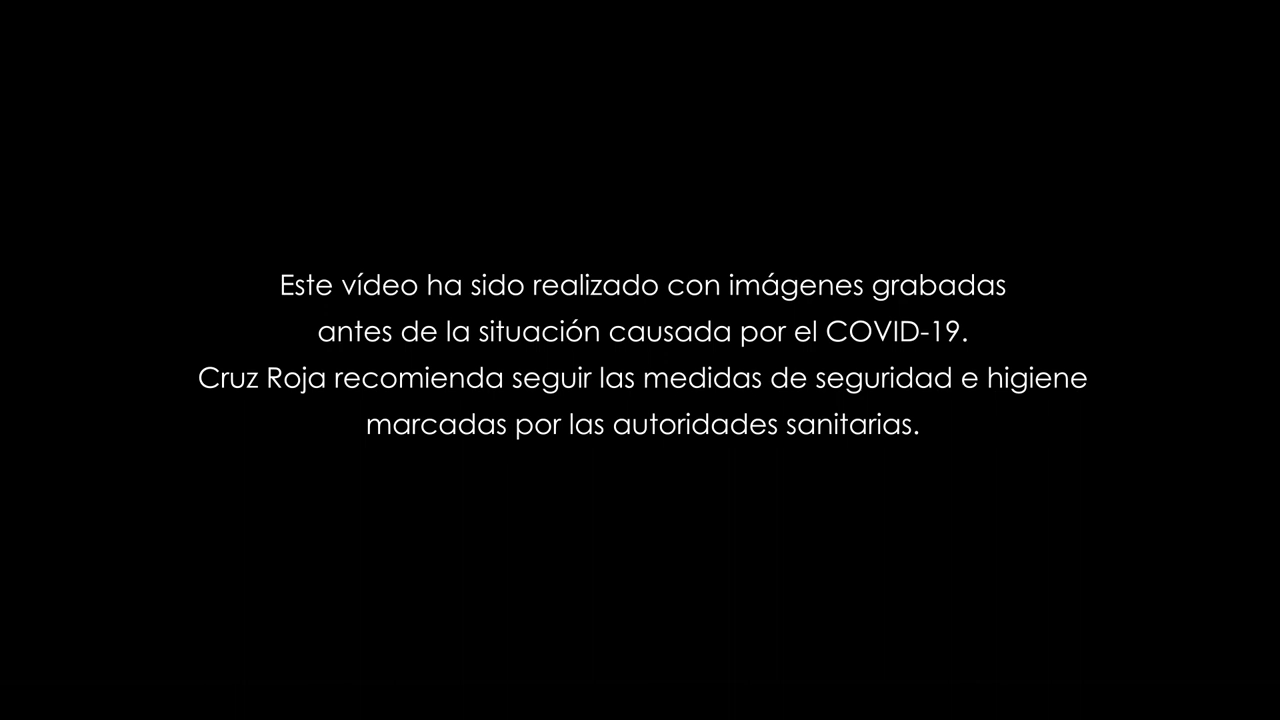 Este vídeo ha sido realizado con imágenes grabadas
antes de la situación causada por el COVID-19.
Cruz Roja recomienda seguir las medidas de seguridad e higiene
marcadas por las autoridades sanitarias.